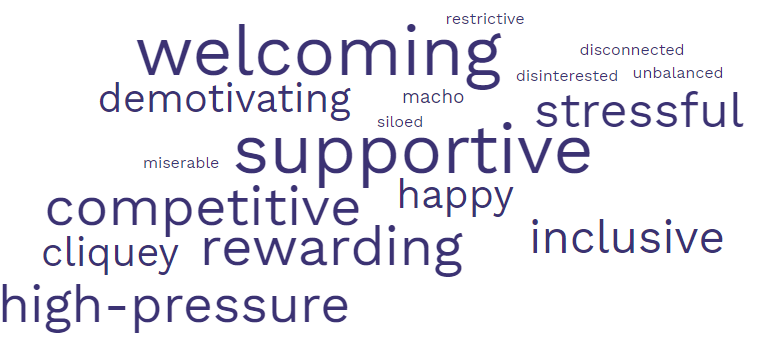 restrictive
welcoming
disconnected
disinterested
unbalanced
demotivating
macho
stressful
siloed
supportive
miserable
happy
competitive
inclusive
rewarding
cliquey
high-pressure